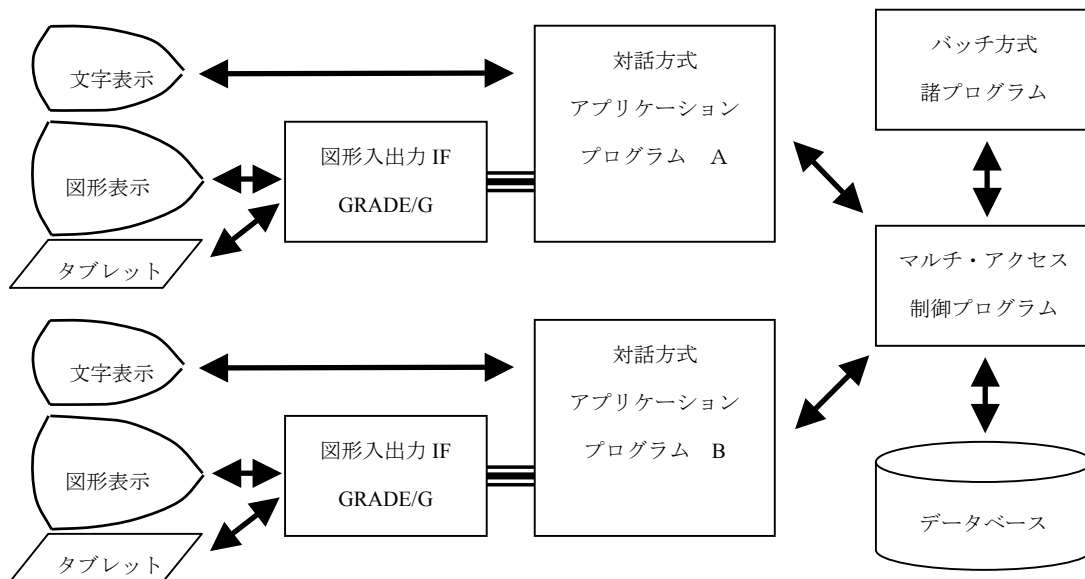 文字表示
図形表示
タブレット
図形入出力 IF
GRADE/G
対話方式
アプリケーション
プログラム　A
バッチ方式
諸プログラム
マルチ・アクセス
制御プログラム
文字表示
図形表示
タブレット
図形入出力 IF
GRADE/G
対話方式
アプリケーション
プログラム　B
データベース